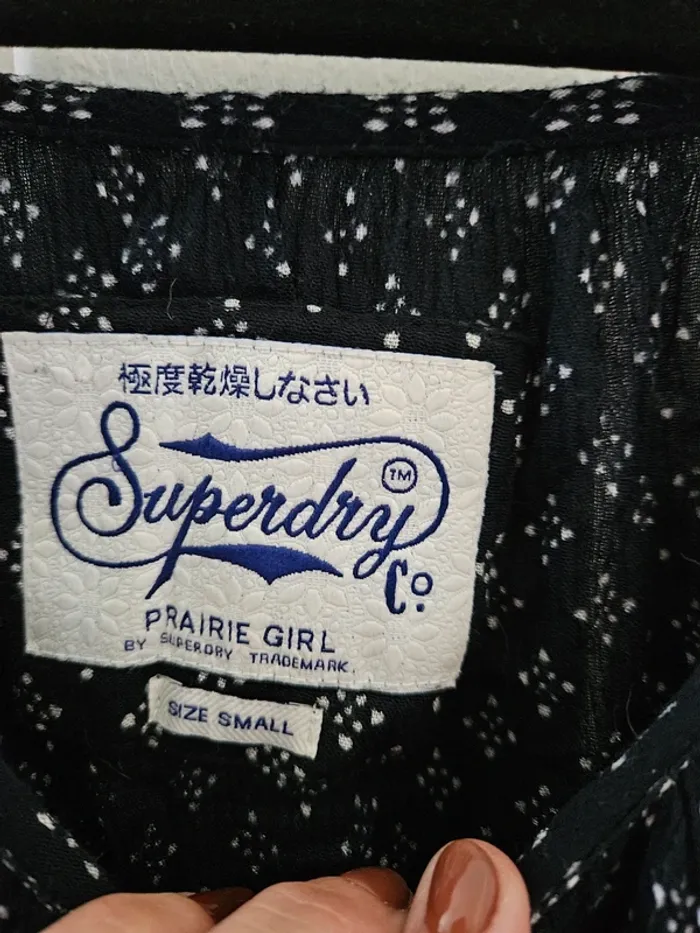 極度乾燥しなさい
Superdry TM
Co
PRAIRIE GIRL
BY SUPERDRY TRADEMARK
SIZE SMALL